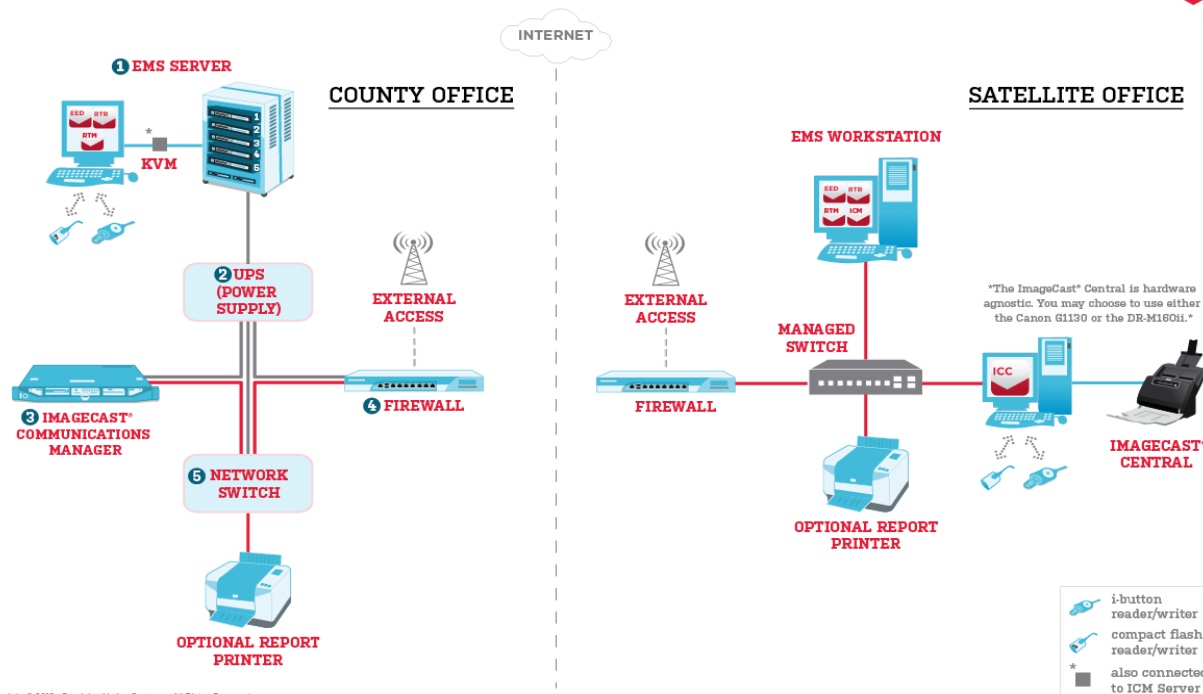 INTERNET
1 EMS SERVER
COUNTY OFFICE
SATELLITE OFFICE
EED RTR
RTM
*
KVM
1
2
3
4
5
EMS WORKSTATION
EED RTR
RTM ICM
2 UPS
(POWER
SUPPLY)
EXTERNAL
ACCESS
EXTERNAL
ACCESS
*The ImageCast® Central is hardware
agnostic. You may choose to use either
the Canon G1130 or the DR-M160ii.*
MANAGED
SWITCH
ICC
3 IMAGECAST®
COMMUNICATIONS
MANAGER
4 FIREWALL
FIREWALL
IMAGECAST®
CENTRAL
5 NETWORK
SWITCH
OPTIONAL REPORT
PRINTER
OPTIONAL REPORT
PRINTER
i-button
reader/writer
compact flash
reader/writer
*
also connected
to ICM Server